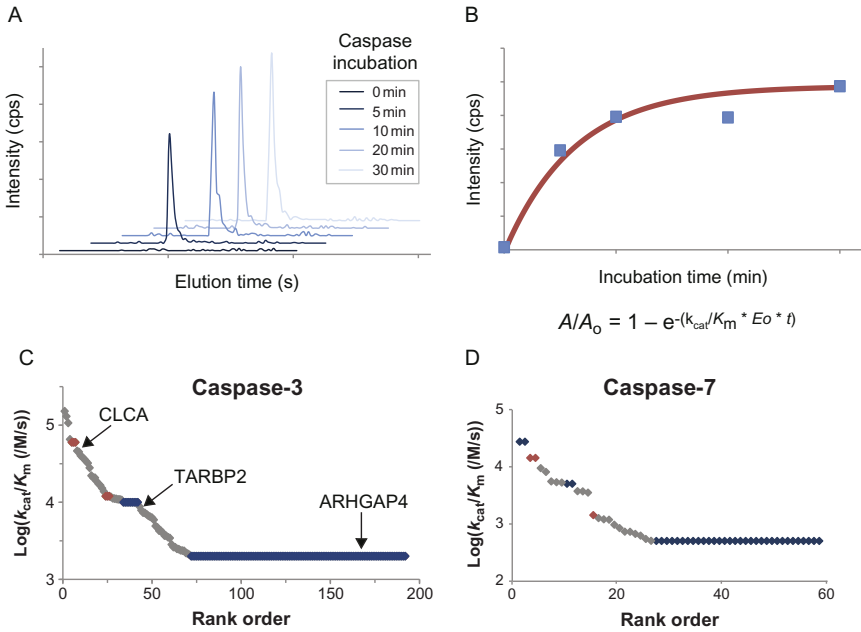 A
Caspase
incubation
0 min
5 min
10 min
20 min
30 min
Intensity (cps)
Elution time (s)
B
Intensity (cps)
Incubation time (min)
A/Ao = 1 – e-(kcat/Km * Eo * t)
C
Caspase-3
CLCA
TARBP2
ARHGAP4
Log(kcat/Km (/M/s))
5
4
3
0 50 100 150 200
Rank order
D
Caspase-7
Log(kcat/Km (/M/s))
5
4
3
2
0 20 40 60
Rank order